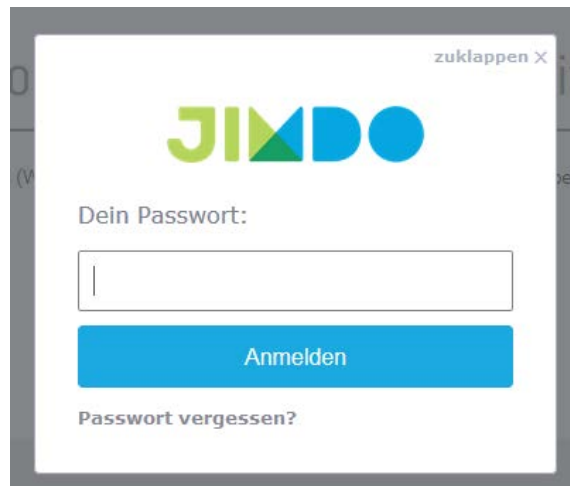 zuklappen X
JIMDO
Dein Passwort:
Anmelden
Passwort vergessen?